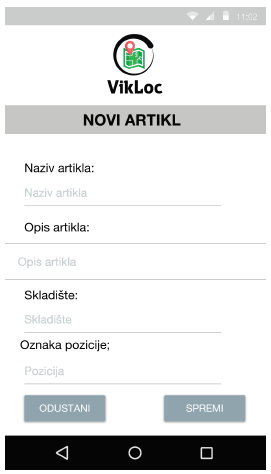 11:02
VikLoc
NOVI ARTIKL
Naziv artikla:
Naziv artikla
Opis artikla:
Opis artikla
Skladište:
Skladište
Oznaka pozicije;
Pozicija
ODUSTANI
SPREMI